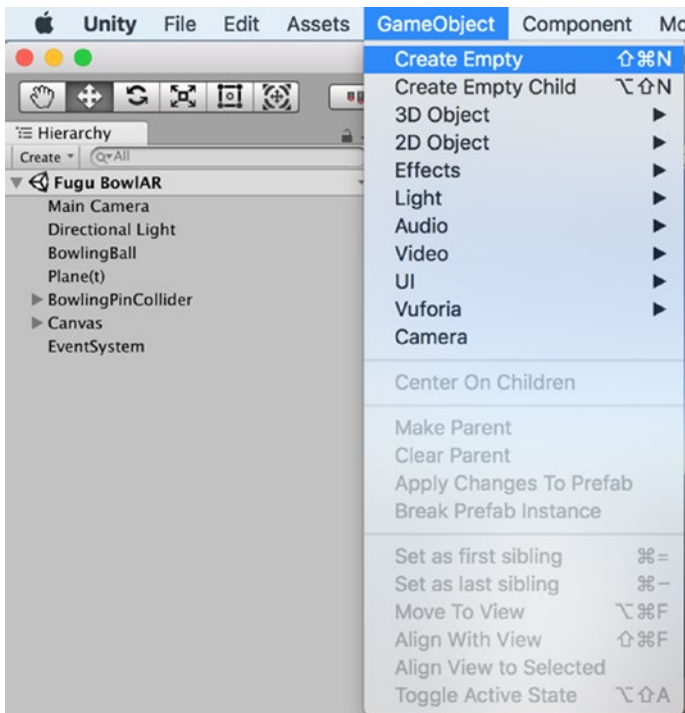 Unity File Edit Assets GameObject Component Mo
Create Empty ⇧⌘N
Create Empty Child ⌥⇧N
3D Object ▶
2D Object ▶
Effects ▶
Light ▶
Audio ▶
Video ▶
UI ▶
Vuforia ▶
Camera
Center On Children
Make Parent
Clear Parent
Apply Changes To Prefab
Break Prefab Instance
Set as first sibling ⌘=
Set as last sibling ⌘-
Move To View ⌥⌘F
Align With View ⇧⌘F
Align View to Selected
Toggle Active State ⌥⇧A
Hierarchy
Create All
Fugu BowlAR
Main Camera
Directional Light
BowlingBall
Plane(t)
BowlingPinCollider
Canvas
EventSystem